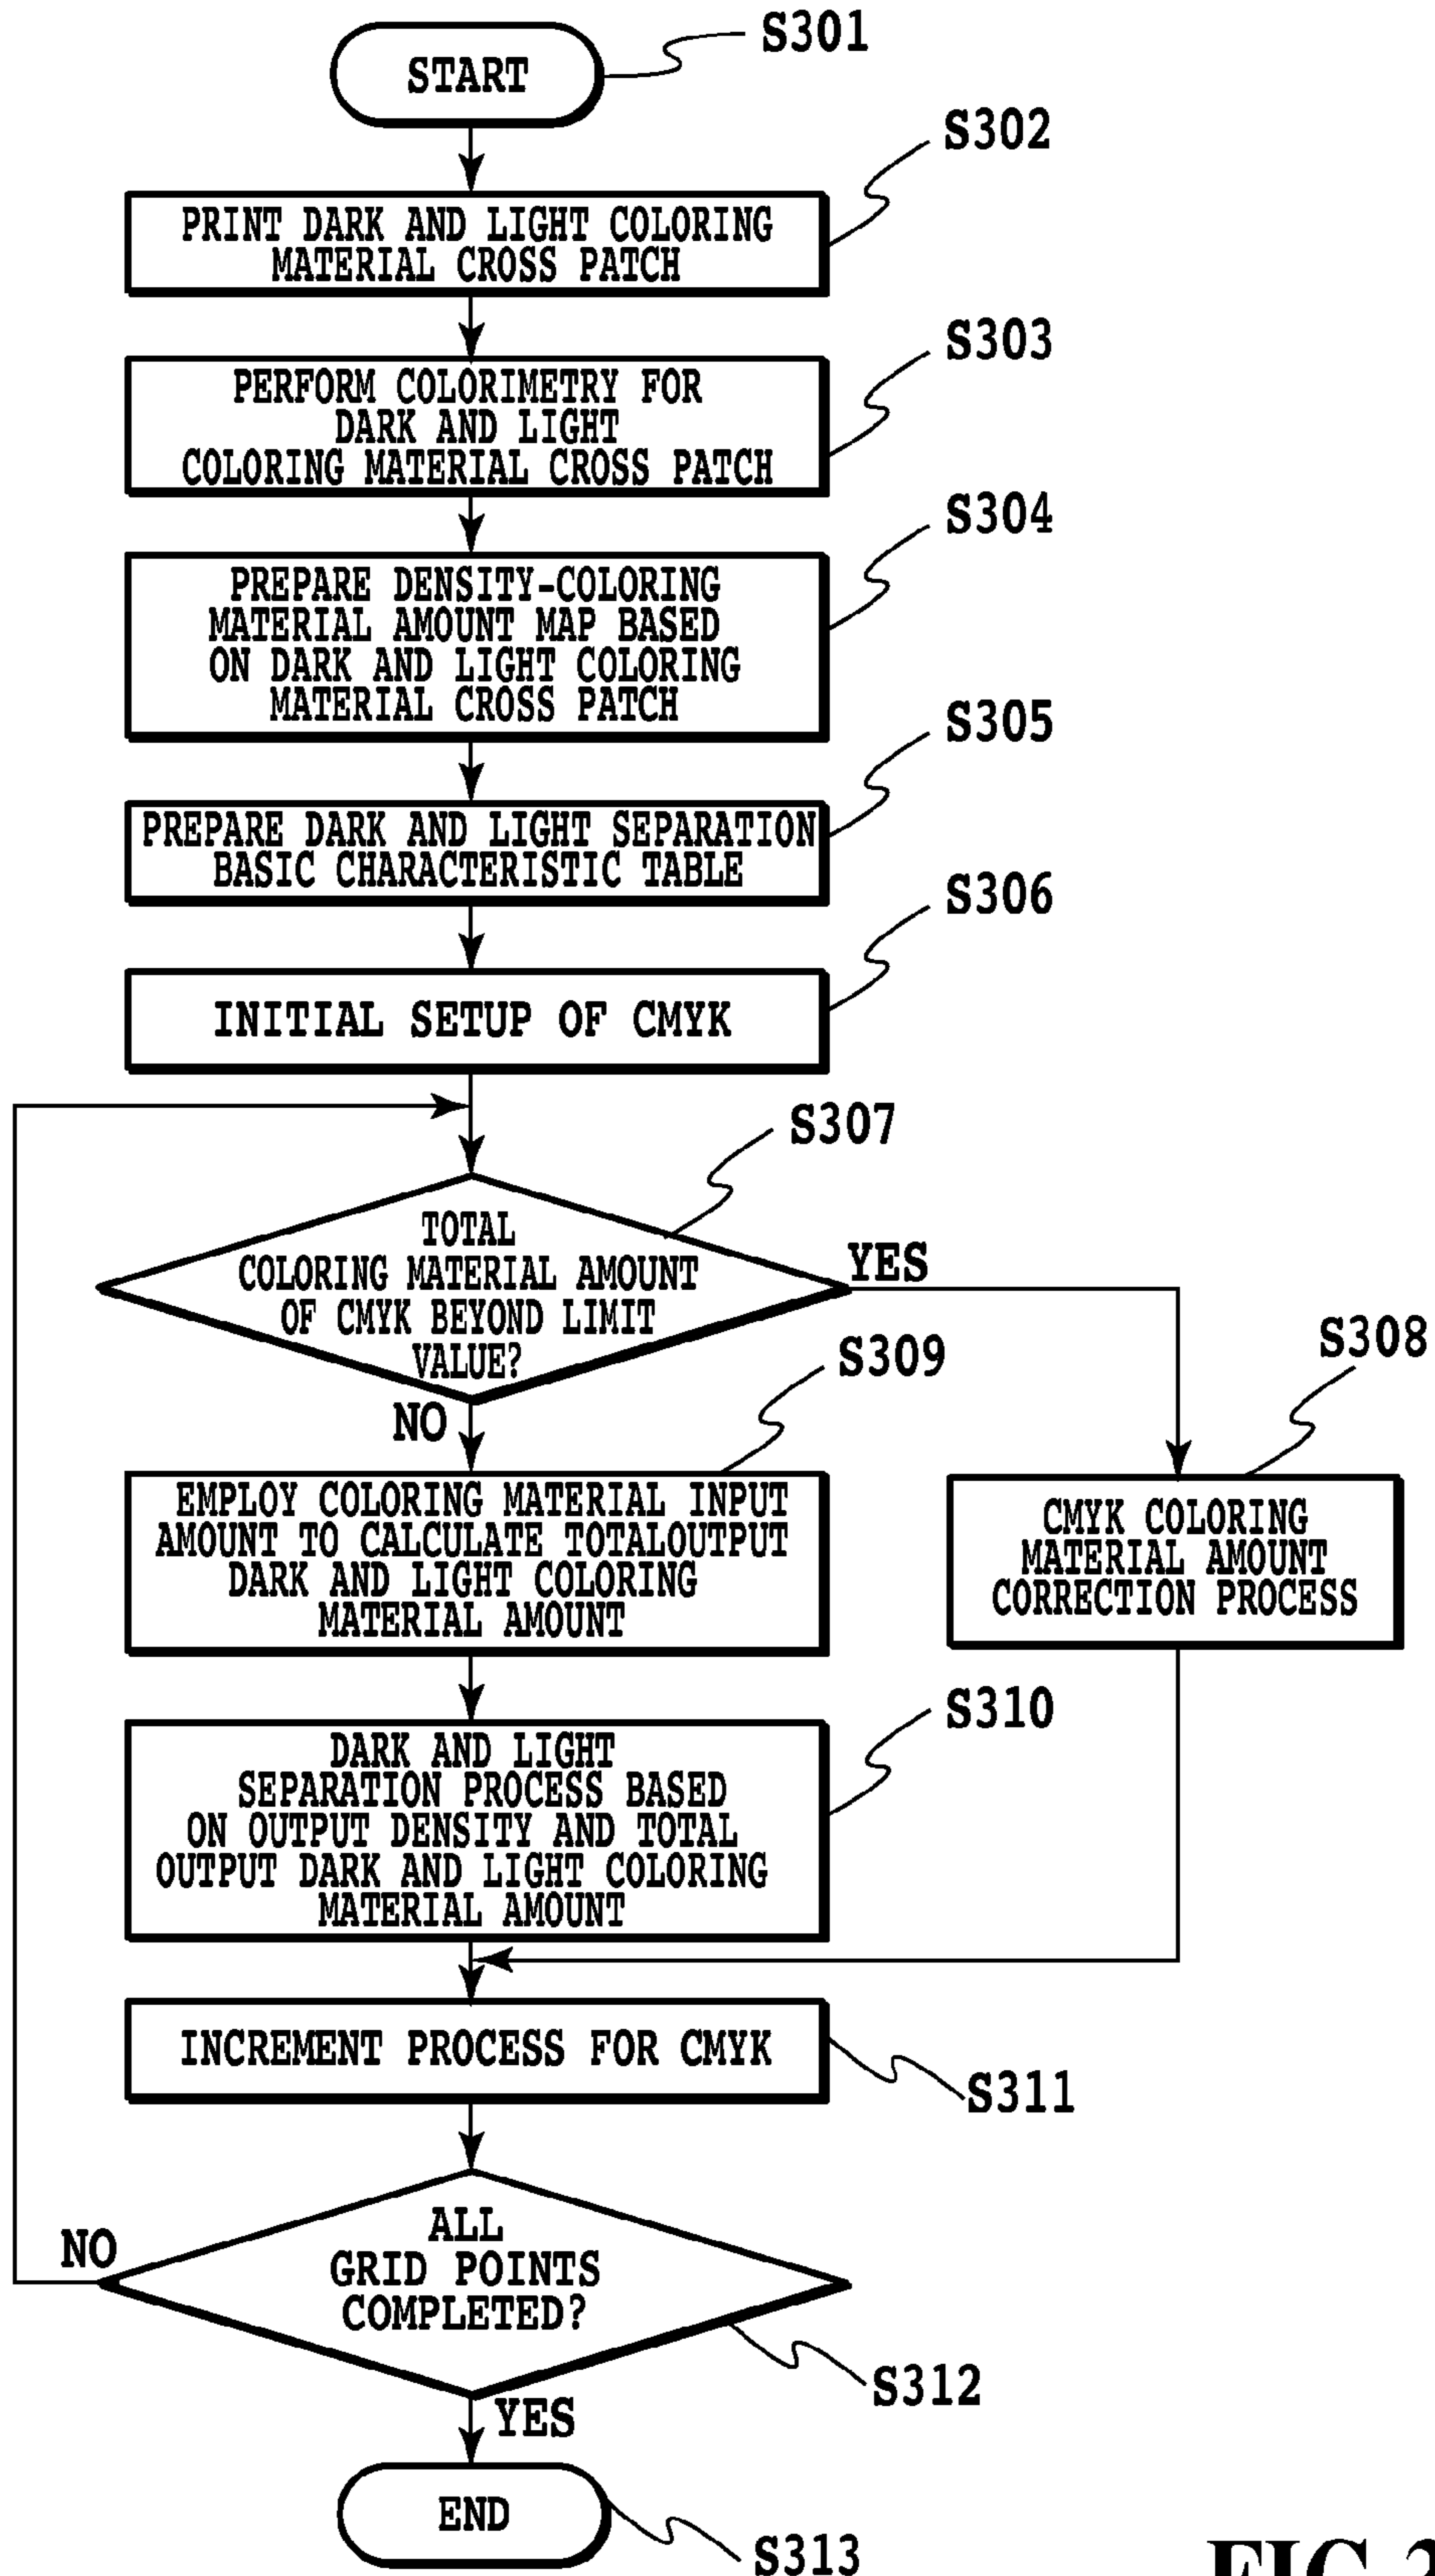 START
S301
S302
PRINT DARK AND LIGHT COLORING
MATERIAL CROSS PATCH
S303
PERFORM COLORIMETRY FOR
DARK AND LIGHT
COLORING MATERIAL CROSS PATCH
S304
PREPARE DENSITY-COLORING
MATERIAL AMOUNT MAP BASED
ON DARK AND LIGHT COLORING
MATERIAL CROSS PATCH
S305
PREPARE DARK AND LIGHT SEPARATION
BASIC CHARACTERISTIC TABLE
S306
INITIAL SETUP OF CMYK
S307
TOTAL
COLORING MATERIAL AMOUNT
OF CMYK BEYOND LIMIT
VALUE?
YES
NO
S308
CMYK COLORING
MATERIAL AMOUNT
CORRECTION PROCESS
S309
EMPLOY COLORING MATERIAL INPUT
AMOUNT TO CALCULATE TOTALOUTPUT
DARK AND LIGHT COLORING
MATERIAL AMOUNT
S310
DARK AND LIGHT
SEPARATION PROCESS BASED
ON OUTPUT DENSITY AND TOTAL
OUTPUT DARK AND LIGHT COLORING
MATERIAL AMOUNT
INCREMENT PROCESS FOR CMYK
S311
NO
ALL
GRID POINTS
COMPLETED?
S312
YES
END
S313